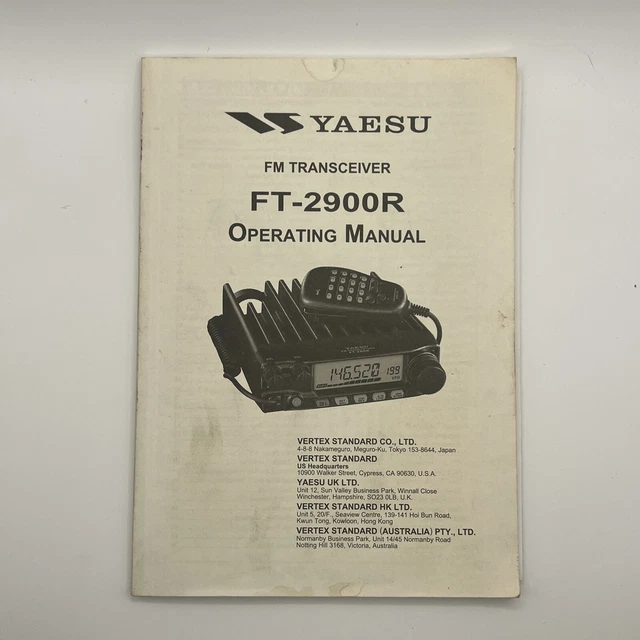 YAESU
FM TRANSCEIVER
FT-2900R
OPERATING MANUAL
146.520 199
VERTEX STANDARD CO., LTD.
4-8-8 Nakameguro, Meguro-Ku, Tokyo 153-8644, Japan
VERTEX STANDARD
US Headquarters
10900 Walker Street, Cypress, CA 90630, U.S.A.
YAESU UK LTD.
Unit 12, Sun Valley Business Park, Winnall Close
Winchester, Hampshire, SO23 0LB, U.K.
VERTEX STANDARD HK LTD.
Unit 5, 20/F., Seaview Centre, 139-141 Hoi Bun Road,
Kwun Tong, Kowloon, Hong Kong
VERTEX STANDARD (AUSTRALIA) PTY., LTD.
Normanby Business Park, Unit 14/45 Normanby Road
Notting Hill 3168, Victoria, Australia